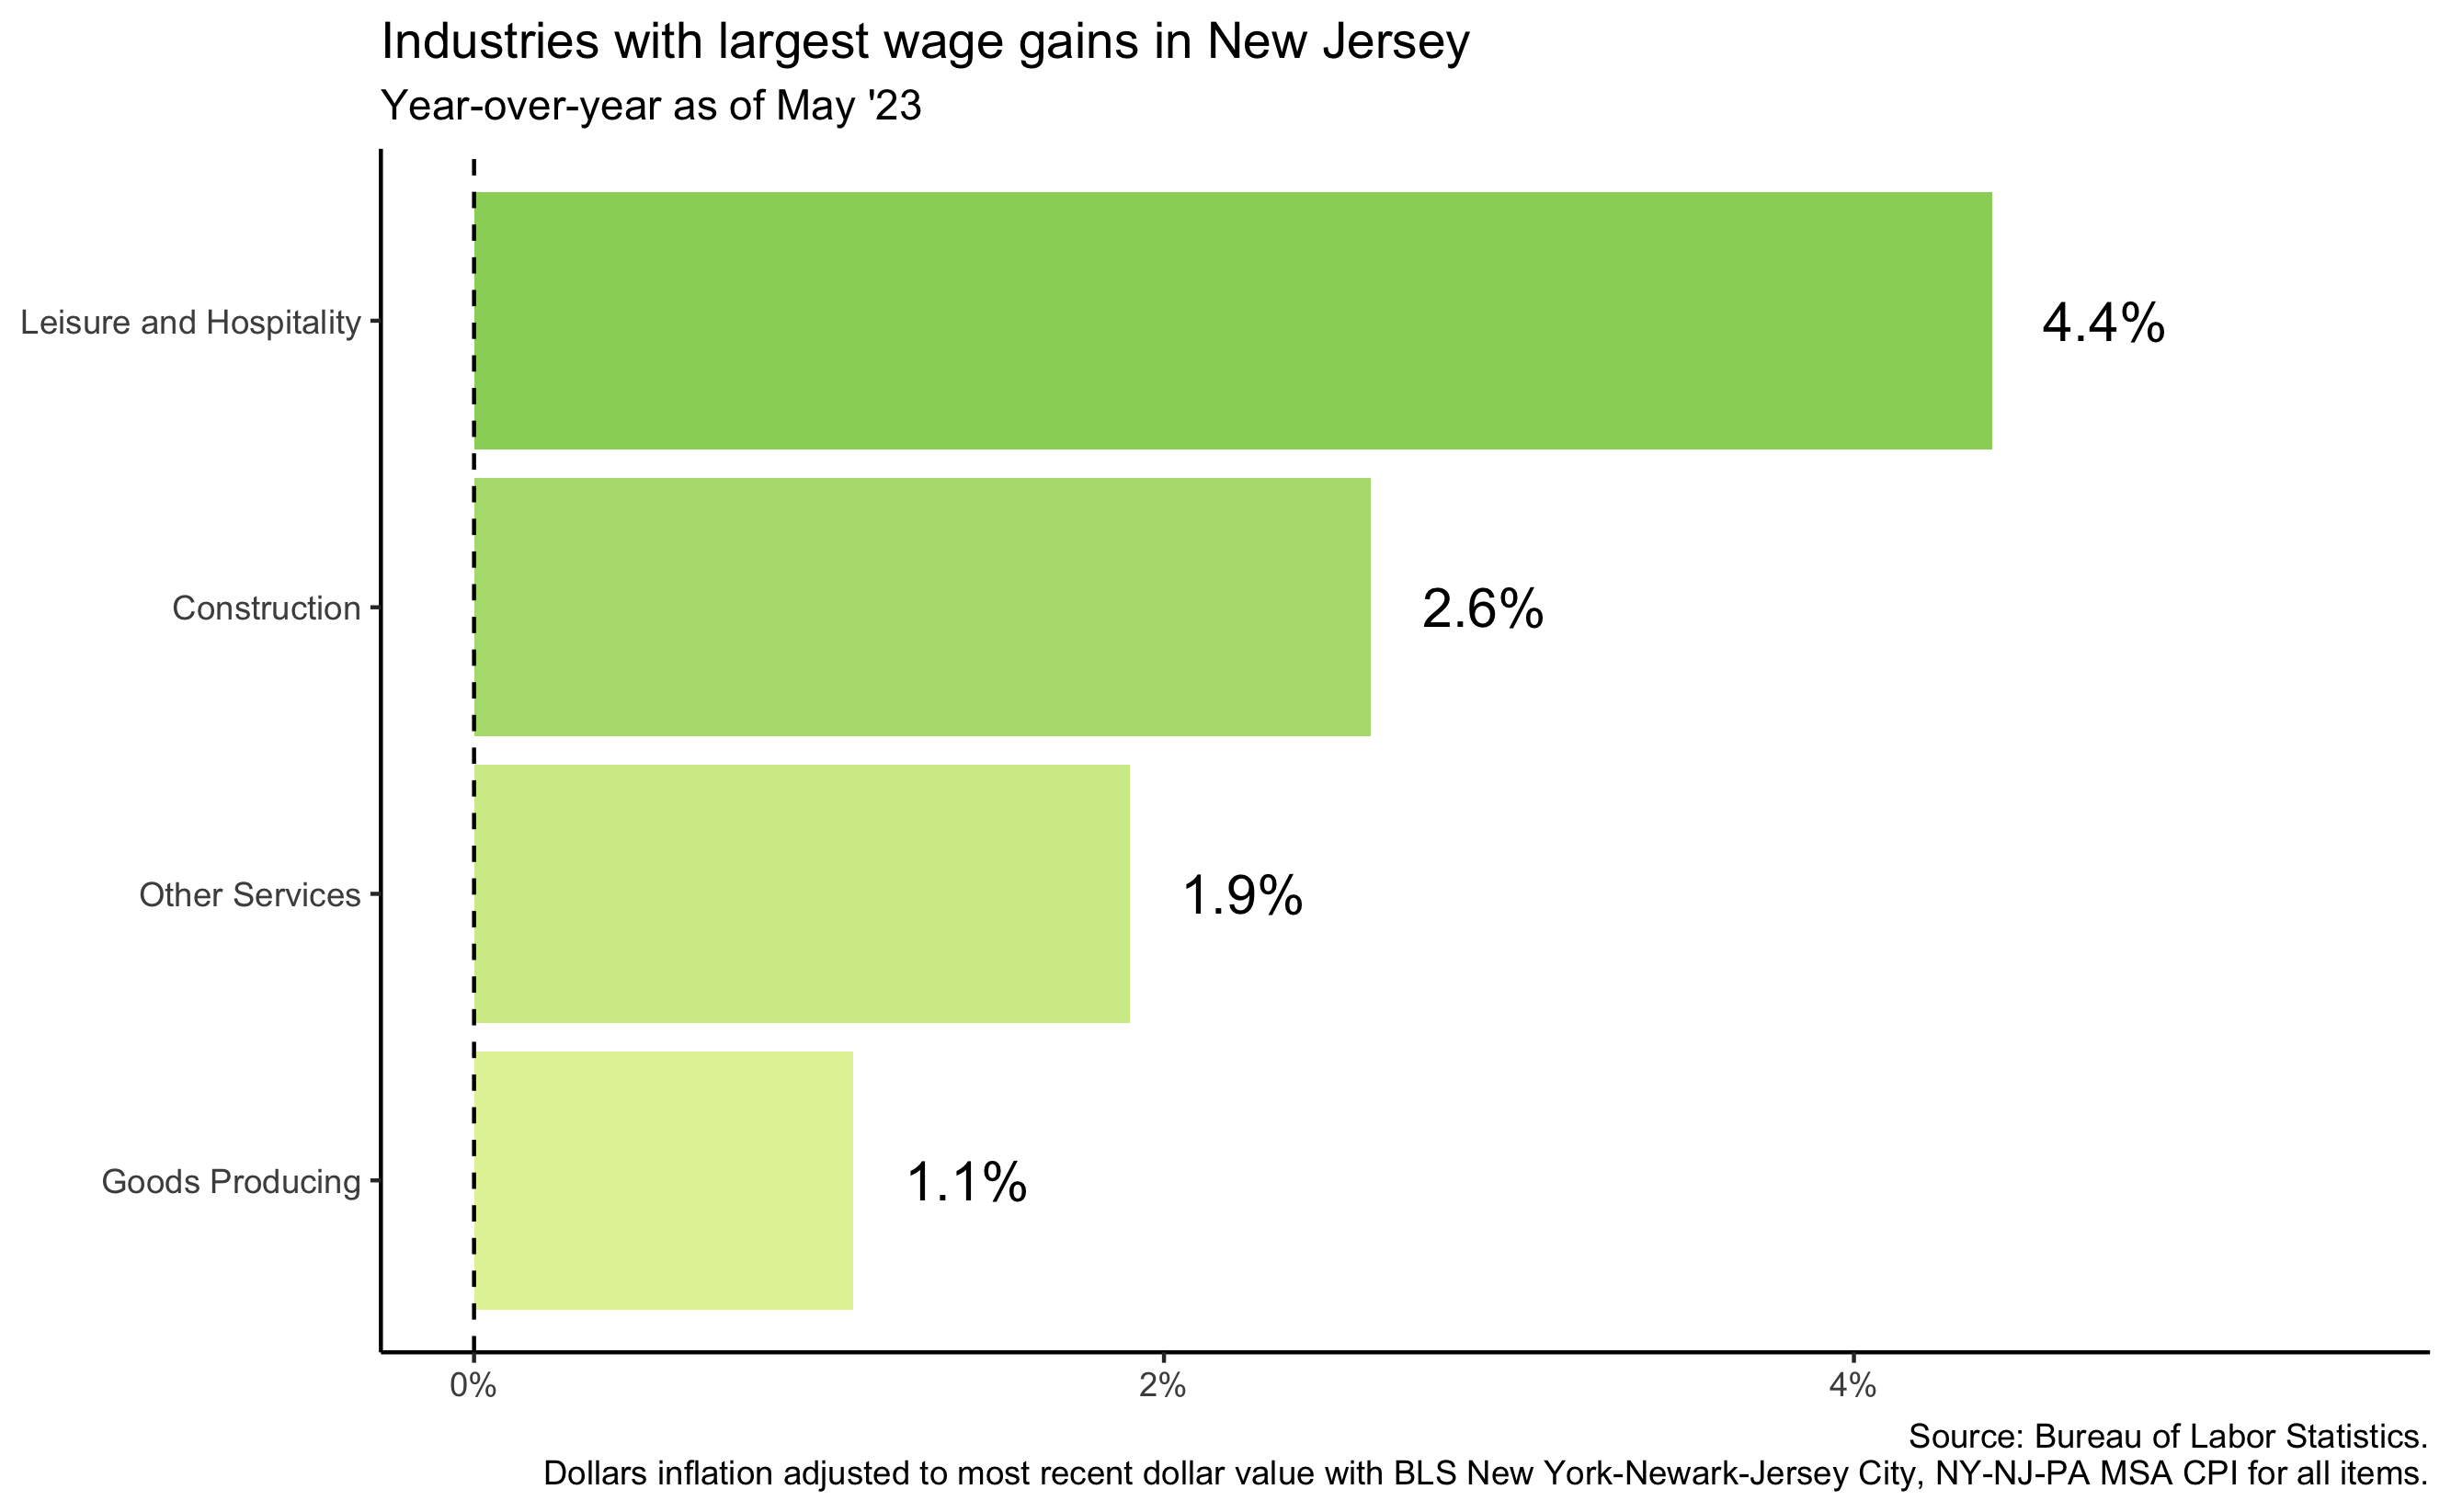 Industries with largest wage gains in New Jersey
Year-over-year as of May '23
Leisure and Hospitality
4.4%
Construction
2.6%
Other Services
1.9%
Goods Producing
1.1%
0%
2%
4%
Source: Bureau of Labor Statistics.
Dollars inflation adjusted to most recent dollar value with BLS New York-Newark-Jersey City, NY-NJ-PA MSA CPI for all items.